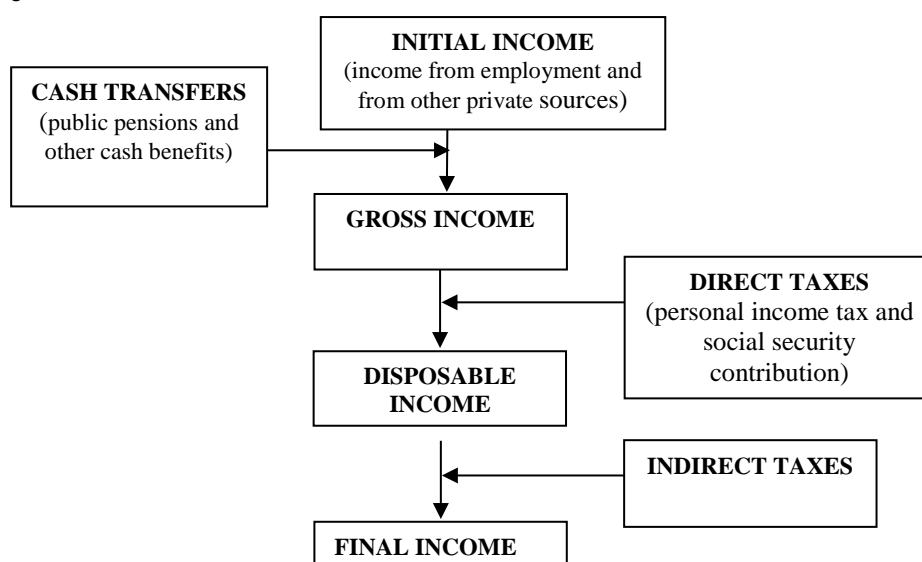 INITIAL INCOME
(income from employment and
from other private sources)
CASH TRANSFERS
(public pensions and
other cash benefits)
GROSS INCOME
DIRECT TAXES
(personal income tax and
social security
contribution)
DISPOSABLE
INCOME
INDIRECT TAXES
FINAL INCOME